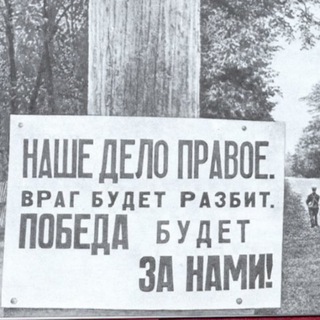 НАШЕ ДЕЛО ПРАВОЕ.
ВРАГ БУДЕТ РАЗБИТ.
ПОБЕДА БУДЕТ
ЗА НАМИ!